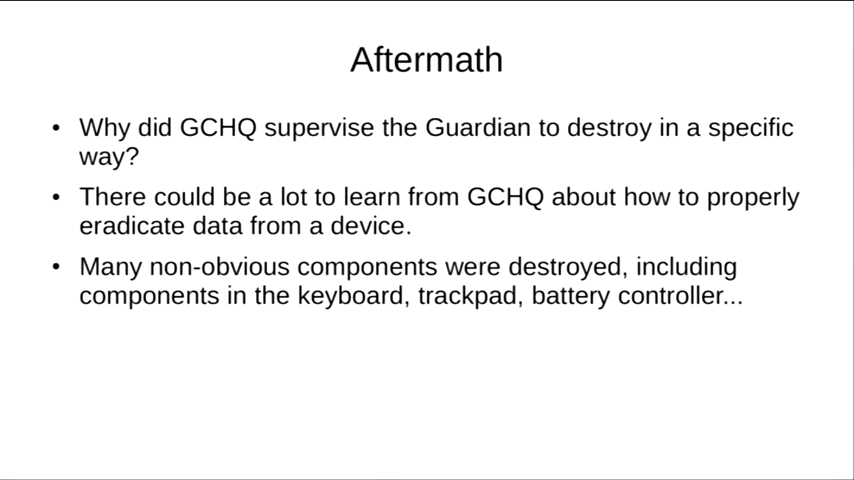 Aftermath
• Why did GCHQ supervise the Guardian to destroy in a specific
way?
• There could be a lot to learn from GCHQ about how to properly
eradicate data from a device.
• Many non-obvious components were destroyed, including
components in the keyboard, trackpad, battery controller...